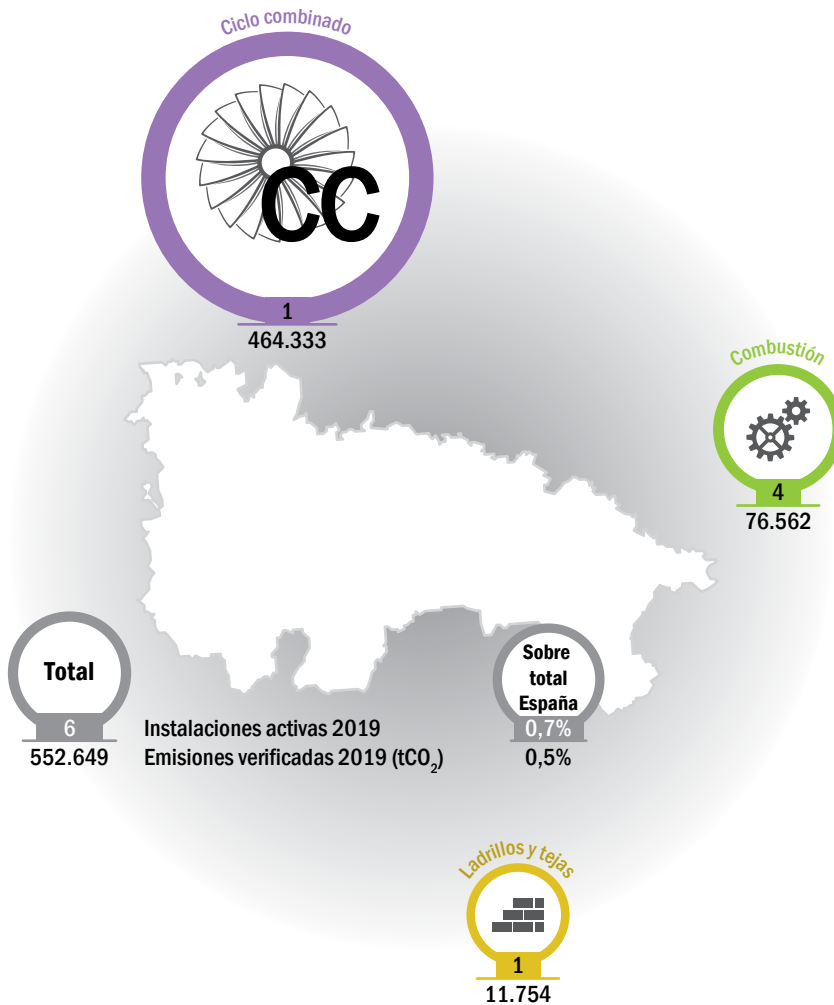 Ciclo combinado
CC
1
464.333
Combustión
4
76.562
Total
6
552.649
Instalaciones activas 2019
Emisiones verificadas 2019 (tCO₂)
Sobre
total
España
0,7%
0,5%
Ladrillos y tejas
1
11.754